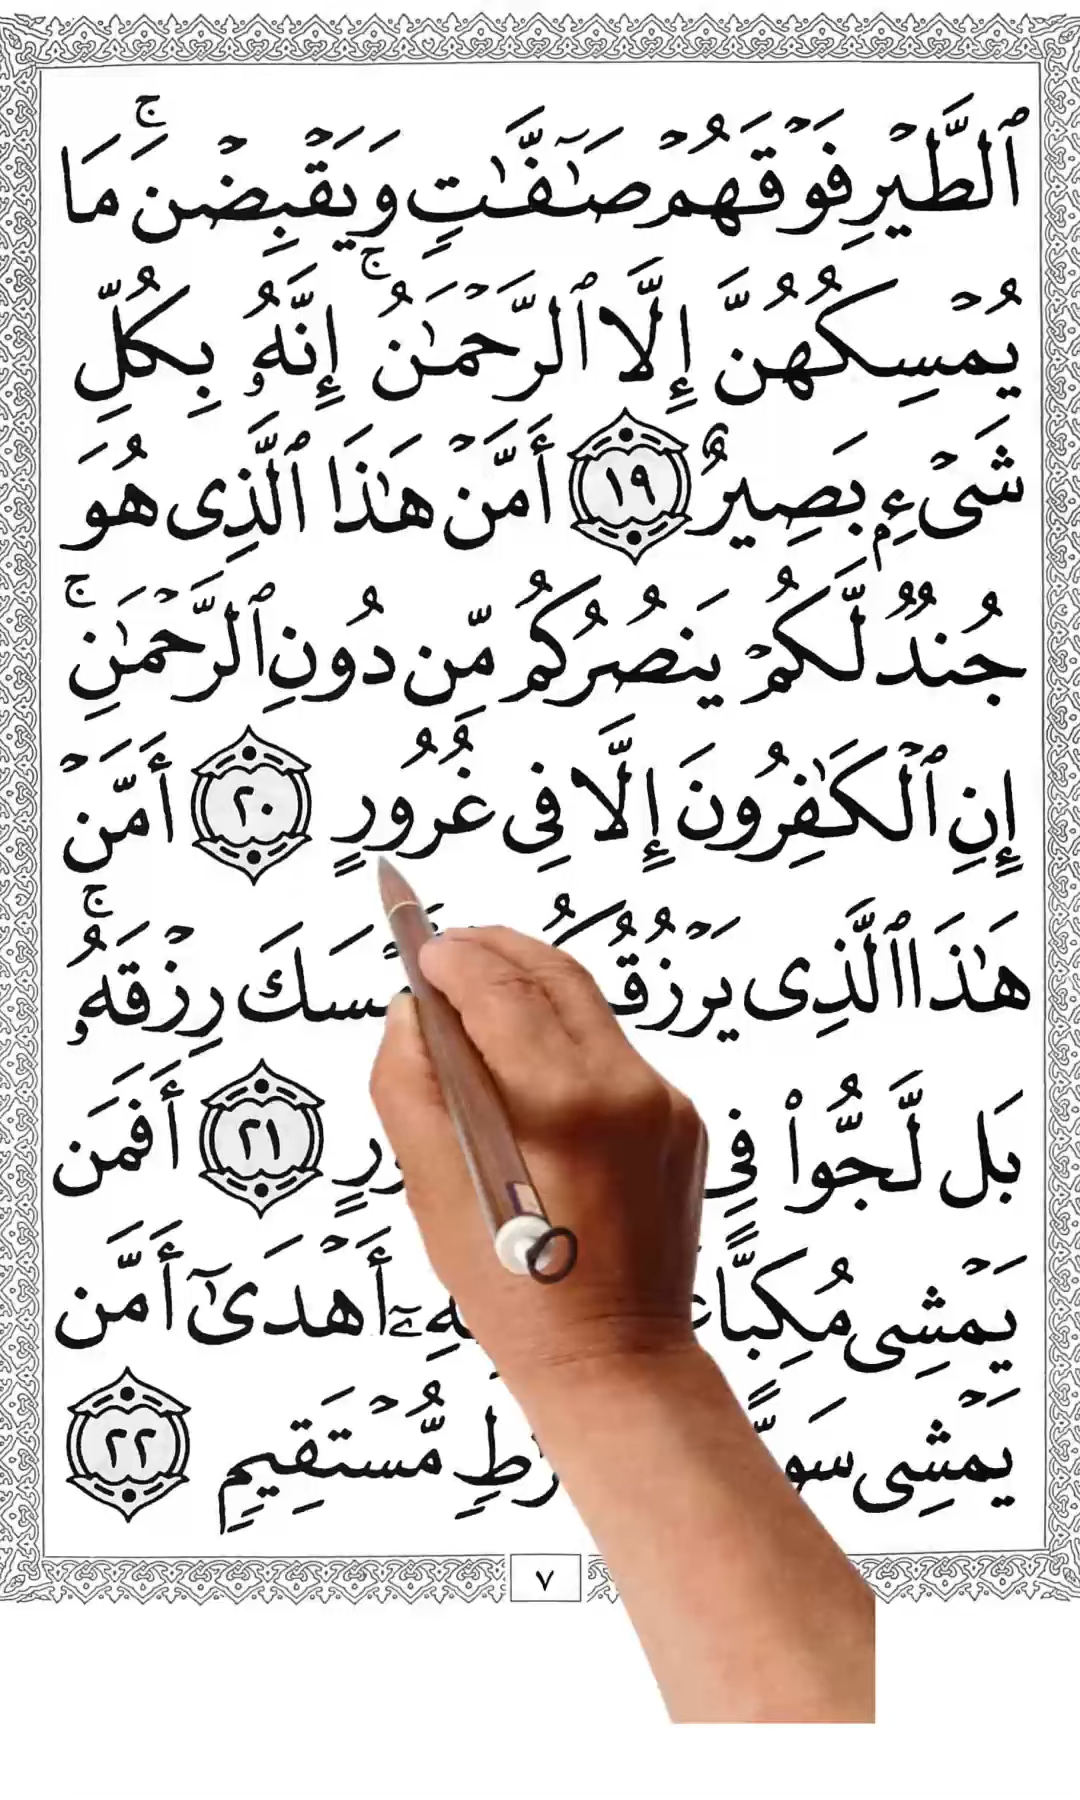 ٱلطَّيْرِ فَوْقَهُمْ صَـٰٓفَّـٰتٍ وَيَقْبِضْنَ ۚ مَا
يُمْسِكُهُنَّ إِلَّا ٱلرَّحْمَـٰنُ ۚ إِنَّهُۥ بِكُلِّ
شَىْءٍۭ بَصِيرٌ ١٩ أَمَّنْ هَـٰذَا ٱلَّذِى هُوَ
جُندٌ لَّكُمْ يَنصُرُكُم مِّن دُونِ ٱلرَّحْمَـٰنِ ۚ
إِنِ ٱلْكَـٰفِرُونَ إِلَّا فِى غُرُورٍ ٢٠ أَمَّنْ
هَـٰذَا ٱلَّذِى رِزْقَهُۥ ۚ
بَل لَّجُّوا۟ فِى ٢١ أَفَمَن
يَمْشِى مُكِبًّا أَهْدَىٰٓ أَمَّن
يَمْشِى مُّسْتَقِيمٍ ٢٢
٧